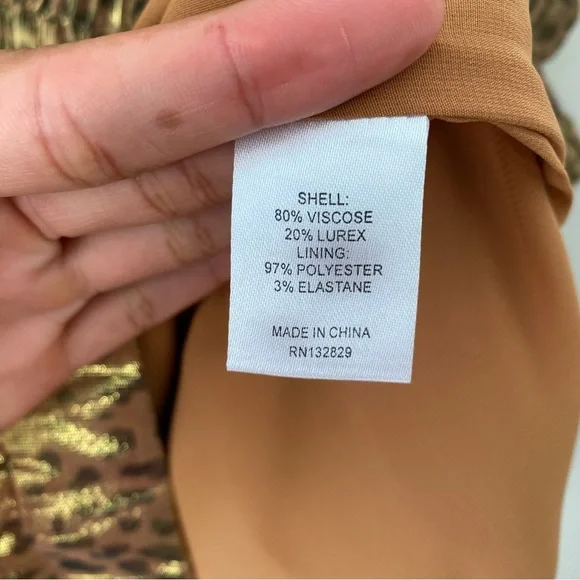 SHELL:
80% VISCOSE
20% LUREX
LINING:
97% POLYESTER
3% ELASTANE
MADE IN CHINA
RN132829